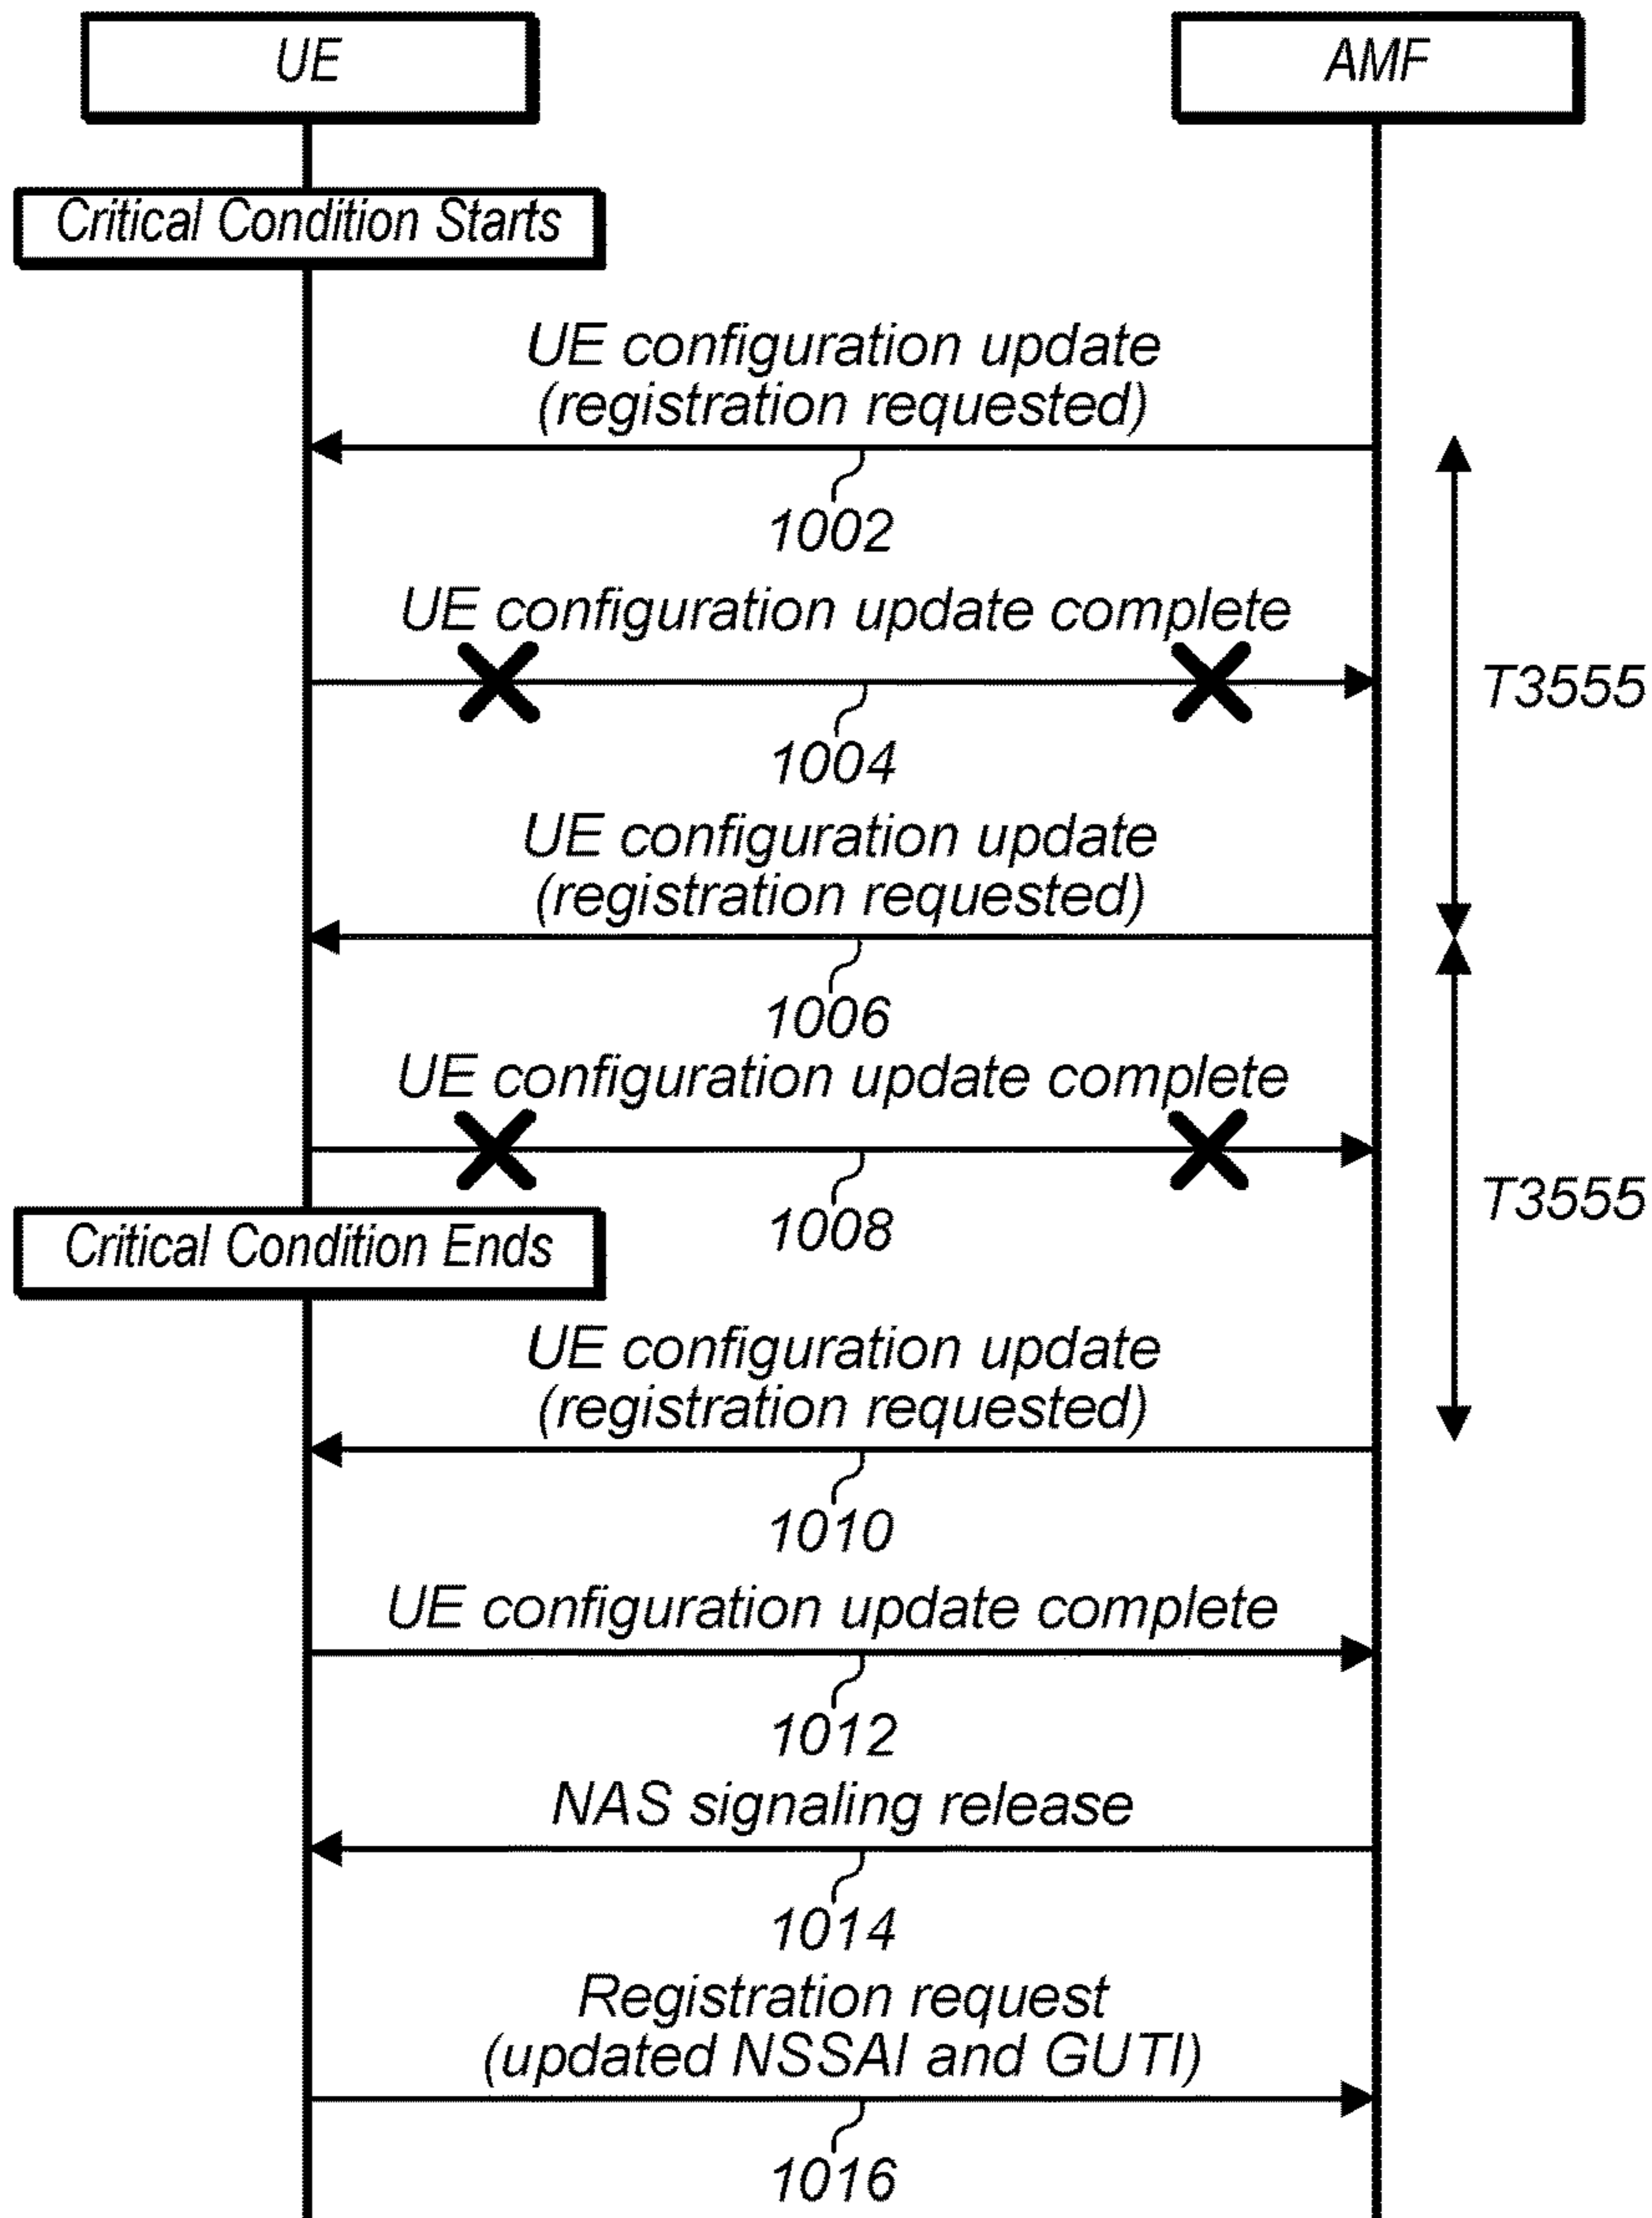 UE
AMF
Critical Condition Starts
UE configuration update
(registration requested)
1002
UE configuration update complete
T3555
1004
UE configuration update
(registration requested)
1006
UE configuration update complete
T3555
1008
Critical Condition Ends
UE configuration update
(registration requested)
1010
UE configuration update complete
1012
NAS signaling release
1014
Registration request
(updated NSSAI and GUTI)
1016